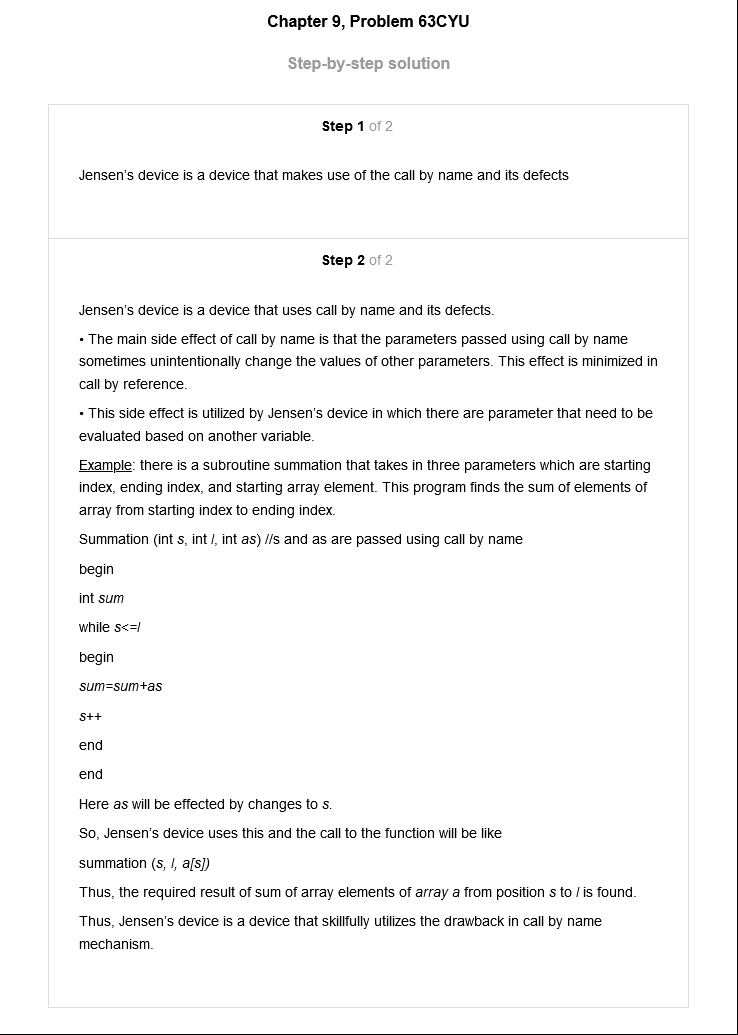 Chapter 9, Problem 63CYU
Step-by-step solution
Step 1 of 2
Jensen’s device is a device that makes use of the call by name and its defects
Step 2 of 2
Jensen’s device is a device that uses call by name and its defects.
• The main side effect of call by name is that the parameters passed using call by name
sometimes unintentionally change the values of other parameters. This effect is minimized in
call by reference.
• This side effect is utilized by Jensen’s device in which there are parameter that need to be
evaluated based on another variable.
Example: there is a subroutine summation that takes in three parameters which are starting
index, ending index, and starting array element. This program finds the sum of elements of
array from starting index to ending index.
Summation (int s, int l, int as) //s and as are passed using call by name
begin
int sum
while s<=l
begin
sum=sum+as
s++
end
end
Here as will be effected by changes to s.
So, Jensen’s device uses this and the call to the function will be like
summation (s, l, a[s])
Thus, the required result of sum of array elements of array a from position s to l is found.
Thus, Jensen’s device is a device that skillfully utilizes the drawback in call by name
mechanism.